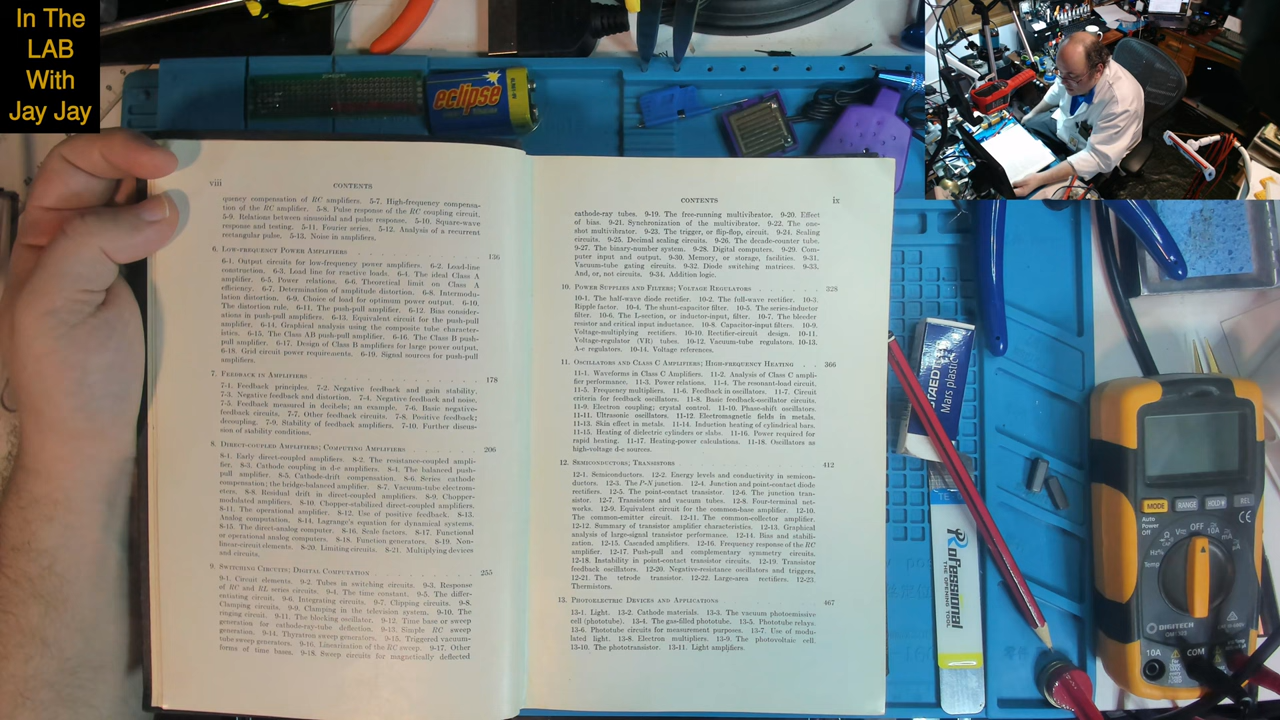 In The
LAB
With
Jay Jay
eclipse
viii
CONTENTS
quency compensation of RC amplifiers. 5-7. High-frequency compensa-
tion of the RC amplifier. 5-8. Pulse response of the RC coupling circuit.
5-9. Relations between sinusoidal and pulse response. 5-10. Square-wave
response and testing. 5-11. Fourier series. 5-12. Analysis of a recurrent
rectangular pulse. 5-13. Noise in amplifiers.
6. LOW-FREQUENCY POWER AMPLIFIERS . . . . . . . . . . . . 136
6-1. Output circuits for low-frequency power amplifiers. 6-2. Load-line
construction. 6-3. Load line for reactive loads. 6-4. The ideal Class A
amplifier. 6-5. Power relations. 6-6. Theoretical limit on Class A
efficiency. 6-7. Determination of amplitude distortion. 6-8. Intermodu-
lation distortion. 6-9. Choice of load for optimum power output. 6-10.
The distortion rule. 6-11. The push-pull amplifier. 6-12. Bias consider-
ations in push-pull amplifiers. 6-13. Equivalent circuit for the push-pull
amplifier. 6-14. Graphical analysis using the composite tube character-
istics. 6-15. The Class AB push-pull amplifier. 6-16. The Class B push-
pull amplifier. 6-17. Design of Class B amplifiers for large power output.
6-18. Grid circuit power requirements. 6-19. Signal sources for push-pull
amplifiers.
7. FEEDBACK IN AMPLIFIERS . . . . . . . . . . . . 178
7-1. Feedback principles. 7-2. Negative feedback and gain stability.
7-3. Negative feedback and distortion. 7-4. Negative feedback and noise.
7-5. Feedback measured in decibels; an example. 7-6. Basic negative-
feedback circuits. 7-7. Other feedback circuits. 7-8. Positive feedback;
decoupling. 7-9. Stability of feedback amplifiers. 7-10. Further discus-
sion of stability conditions.
8. DIRECT-COUPLED AMPLIFIERS; COMPUTING AMPLIFIERS . . . . . . 206
8-1. Early direct-coupled amplifiers. 8-2. The resistance-coupled ampli-
fier. 8-3. Cathode coupling in d-c amplifiers. 8-4. The balanced push-
pull amplifier. 8-5. Cathode-drift compensation. 8-6. Series cathode
compensation; the bridge-balanced amplifier. 8-7. Vacuum-tube electrom-
eters. 8-8. Residual drift in direct-coupled amplifiers. 8-9. Chopper-
modulated amplifiers. 8-10. Chopper-stabilized direct-coupled amplifiers.
8-11. The operational amplifier. 8-12. Use of positive feedback. 8-13.
Analog computation. 8-14. Lagrange's equation for dynamical systems.
8-15. The direct-analog computer. 8-16. Scale factors. 8-17. Functional
or operational analog computers. 8-18. Function generators. 8-19. Non-
linear-circuit elements. 8-20. Limiting circuits. 8-21. Multiplying devices
and circuits.
9. SWITCHING CIRCUITS; DIGITAL COMPUTATION . . . . . . . . 255
9-1. Circuit elements. 9-2. Tubes in switching circuits. 9-3. Response
of RC and RL series circuits. 9-4. The time constant. 9-5. The differ-
entiating circuit. 9-6. Integrating circuits. 9-7. Clipping circuits. 9-8.
Clamping circuits. 9-9. Clamping in the television system. 9-10. The
ringing circuit. 9-11. The blocking oscillator. 9-12. Time base or sweep
generation for cathode-ray-tube deflection. 9-13. Simple RC sweep
generation. 9-14. Thyratron sweep generators. 9-15. Triggered vacuum-
tube sweep generators. 9-16. Linearization of the RC sweep. 9-17. Other
forms of time bases. 9-18. Sweep circuits for magnetically deflected
CONTENTS
ix
cathode-ray tubes. 9-19. The free-running multivibrator. 9-20. Effect
of bias. 9-21. Synchronization of the multivibrator. 9-22. The one-
shot multivibrator. 9-23. The trigger, or flip-flop, circuit. 9-24. Scaling
circuits. 9-25. Decimal scaling circuits. 9-26. The decade-counter tube.
9-27. The binary-number system. 9-28. Digital computers. 9-29. Com-
puter input and output. 9-30. Memory, or storage, facilities. 9-31.
Vacuum-tube gating circuits. 9-32. Diode switching matrices. 9-33.
And, or, not circuits. 9-34. Addition logic.
10. POWER SUPPLIES AND FILTERS; VOLTAGE REGULATORS . . . . . . 328
10-1. The half-wave diode rectifier. 10-2. The full-wave rectifier. 10-3.
Ripple factor. 10-4. The shunt-capacitor filter. 10-5. The series-inductor
filter. 10-6. The L-section, or inductor-input, filter. 10-7. The bleeder
resistor and critical input inductance. 10-8. Capacitor-input filters. 10-9.
Voltage-multiplying rectifiers. 10-10. Rectifier-circuit design. 10-11.
Voltage-regulator (VR) tubes. 10-12. Vacuum-tube regulators. 10-13.
A-c regulators. 10-14. Voltage references.
11. OSCILLATORS AND CLASS C AMPLIFIERS; HIGH-FREQUENCY HEATING . . 366
11-1. Waveforms in Class C Amplifiers. 11-2. Analysis of Class C ampli-
fier performance. 11-3. Power relations. 11-4. The resonant-load circuit.
11-5. Frequency multipliers. 11-6. Feedback in oscillators. 11-7. Circuit
criteria for feedback oscillators. 11-8. Basic feedback-oscillator circuits.
11-9. Electron coupling; crystal control. 11-10. Phase-shift oscillators.
11-11. Ultrasonic oscillators. 11-12. Electromagnetic fields in metals.
11-13. Skin effect in metals. 11-14. Induction heating of cylindrical bars.
11-15. Heating of dielectric cylinders or slabs. 11-16. Power required for
rapid heating. 11-17. Heating-power calculations. 11-18. Oscillators as
high-voltage d-c sources.
12. SEMICONDUCTORS; TRANSISTORS . . . . . . . . . . 412
12-1. Semiconductors. 12-2. Energy levels and conductivity in semicon-
ductors. 12-3. The P-N junction. 12-4. Junction and point-contact diode
rectifiers. 12-5. The point-contact transistor. 12-6. The junction tran-
sistor. 12-7. Transistors and vacuum tubes. 12-8. Four-terminal net-
works. 12-9. Equivalent circuit for the common-base amplifier. 12-10.
The common-emitter circuit. 12-11. The common-collector amplifier.
12-12. Summary of transistor amplifier characteristics. 12-13. Graphical
analysis of large-signal transistor performance. 12-14. Bias and stabili-
zation. 12-15. Cascaded amplifiers. 12-16. Frequency response of the RC
amplifier. 12-17. Push-pull and complementary symmetry circuits.
12-18. Instability in point-contact transistor circuits. 12-19. Transistor
feedback oscillators. 12-20. Negative-resistance oscillators and triggers.
12-21. The tetrode transistor. 12-22. Large-area rectifiers. 12-23.
Thermistors.
13. PHOTOELECTRIC DEVICES AND APPLICATIONS . . . . . . . . 467
13-1. Light. 13-2. Cathode materials. 13-3. The vacuum photoemissive
cell (phototube). 13-4. The gas-filled phototube. 13-5. Phototube relays.
13-6. Phototube circuits for measurement purposes. 13-7. Use of modu-
lated light. 13-8. Electron multipliers. 13-9. The photovoltaic cell.
13-10. The phototransistor. 13-11. Light amplifiers.
STAEDT
Mars plastic
Professional
THE OPENING TOOL
MODE
RANGE
HOLD
REL
Auto
Power
off
OFF
10A
Hz%
Temp
DIGITECH
10A
COM